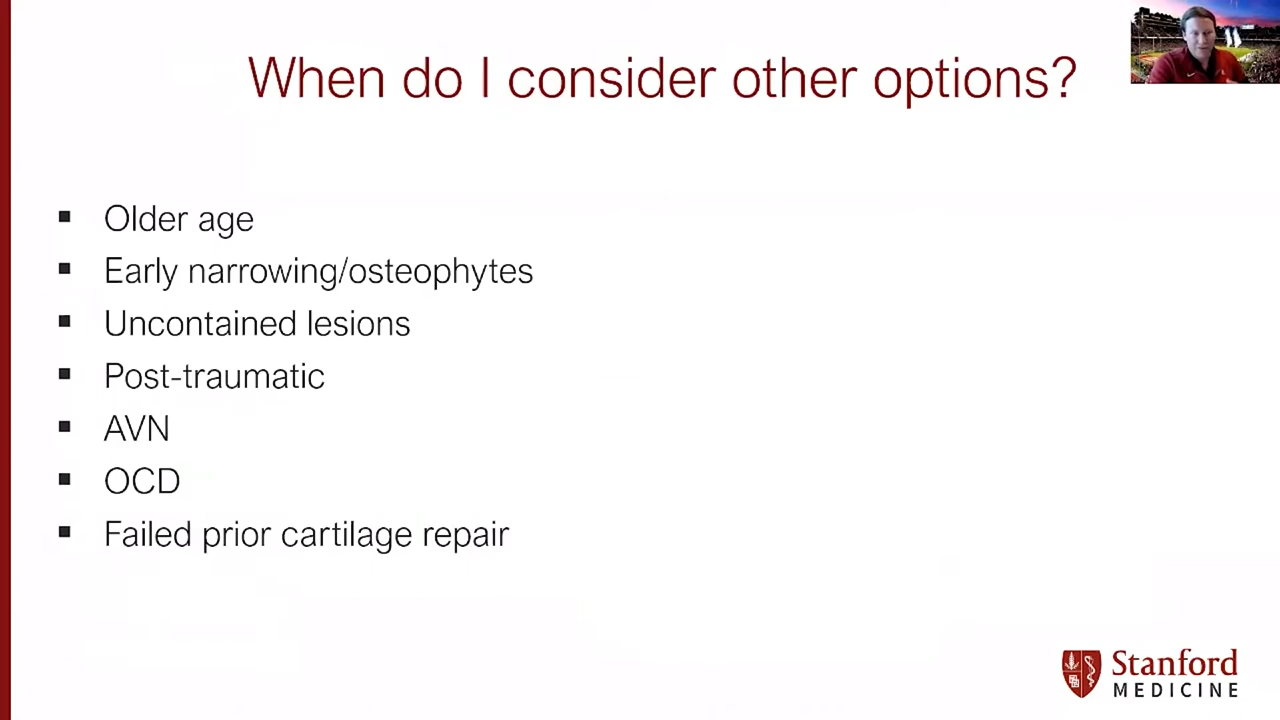 When do I consider other options?
Older age
Early narrowing/osteophytes
Uncontained lesions
Post-traumatic
AVN
OCD
Failed prior cartilage repair
Stanford
MEDICINE